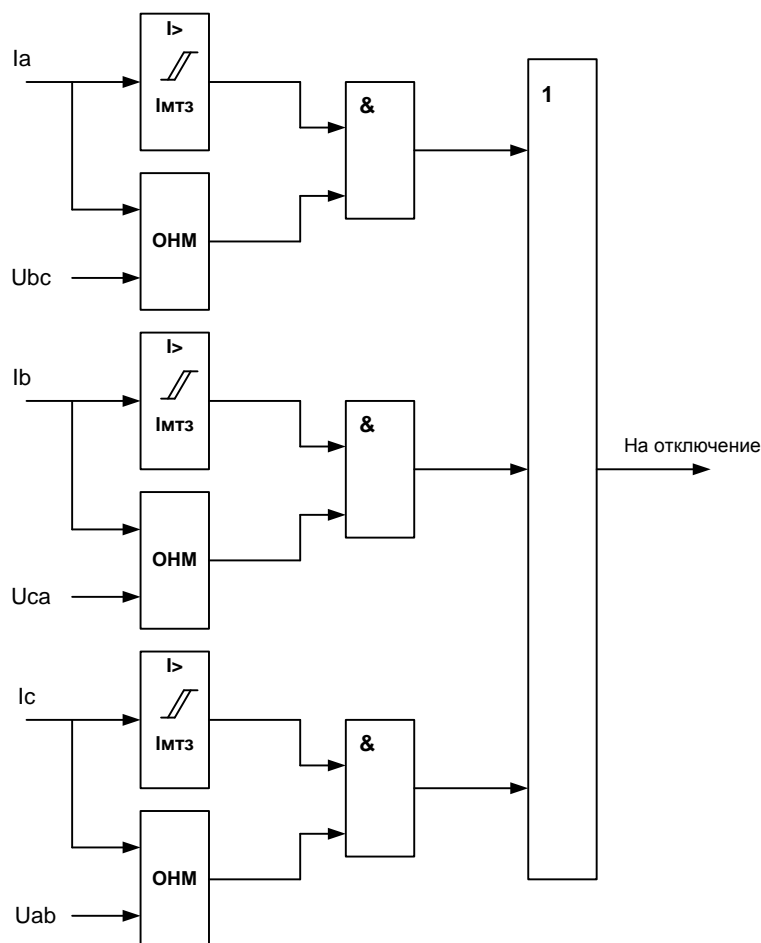 I>
Ia
Iмтз
&
1
ОНМ
Ubc
I>
Ib
Iмтз
&
На отключение
ОНМ
Uca
I>
Ic
Iмтз
&
ОНМ
Uab